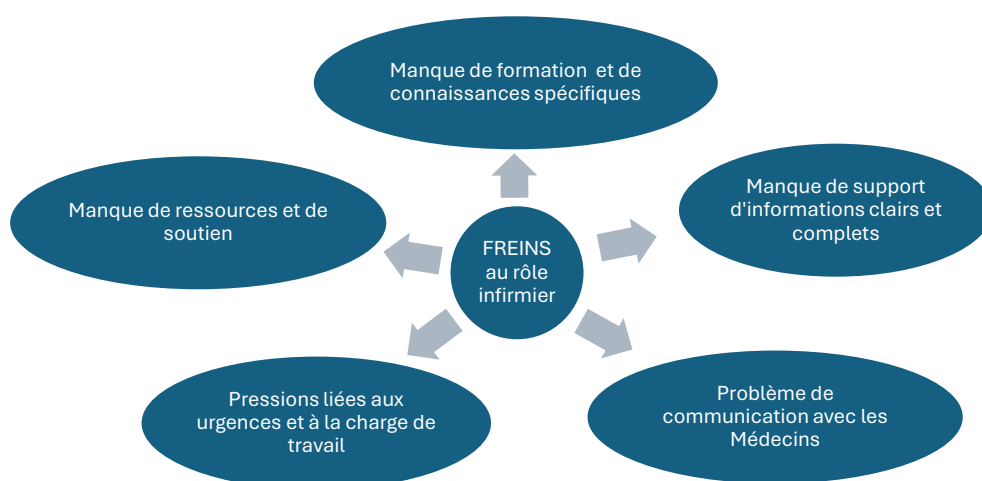 Manque de formation et de
connaissances spécifiques
Manque de support
d'informations clairs et
complets
Manque de ressources et de
soutien
FREINS
au rôle
infirmier
Pressions liées aux
urgences et à la charge de
travail
Problème de
communication avec les
Médecins